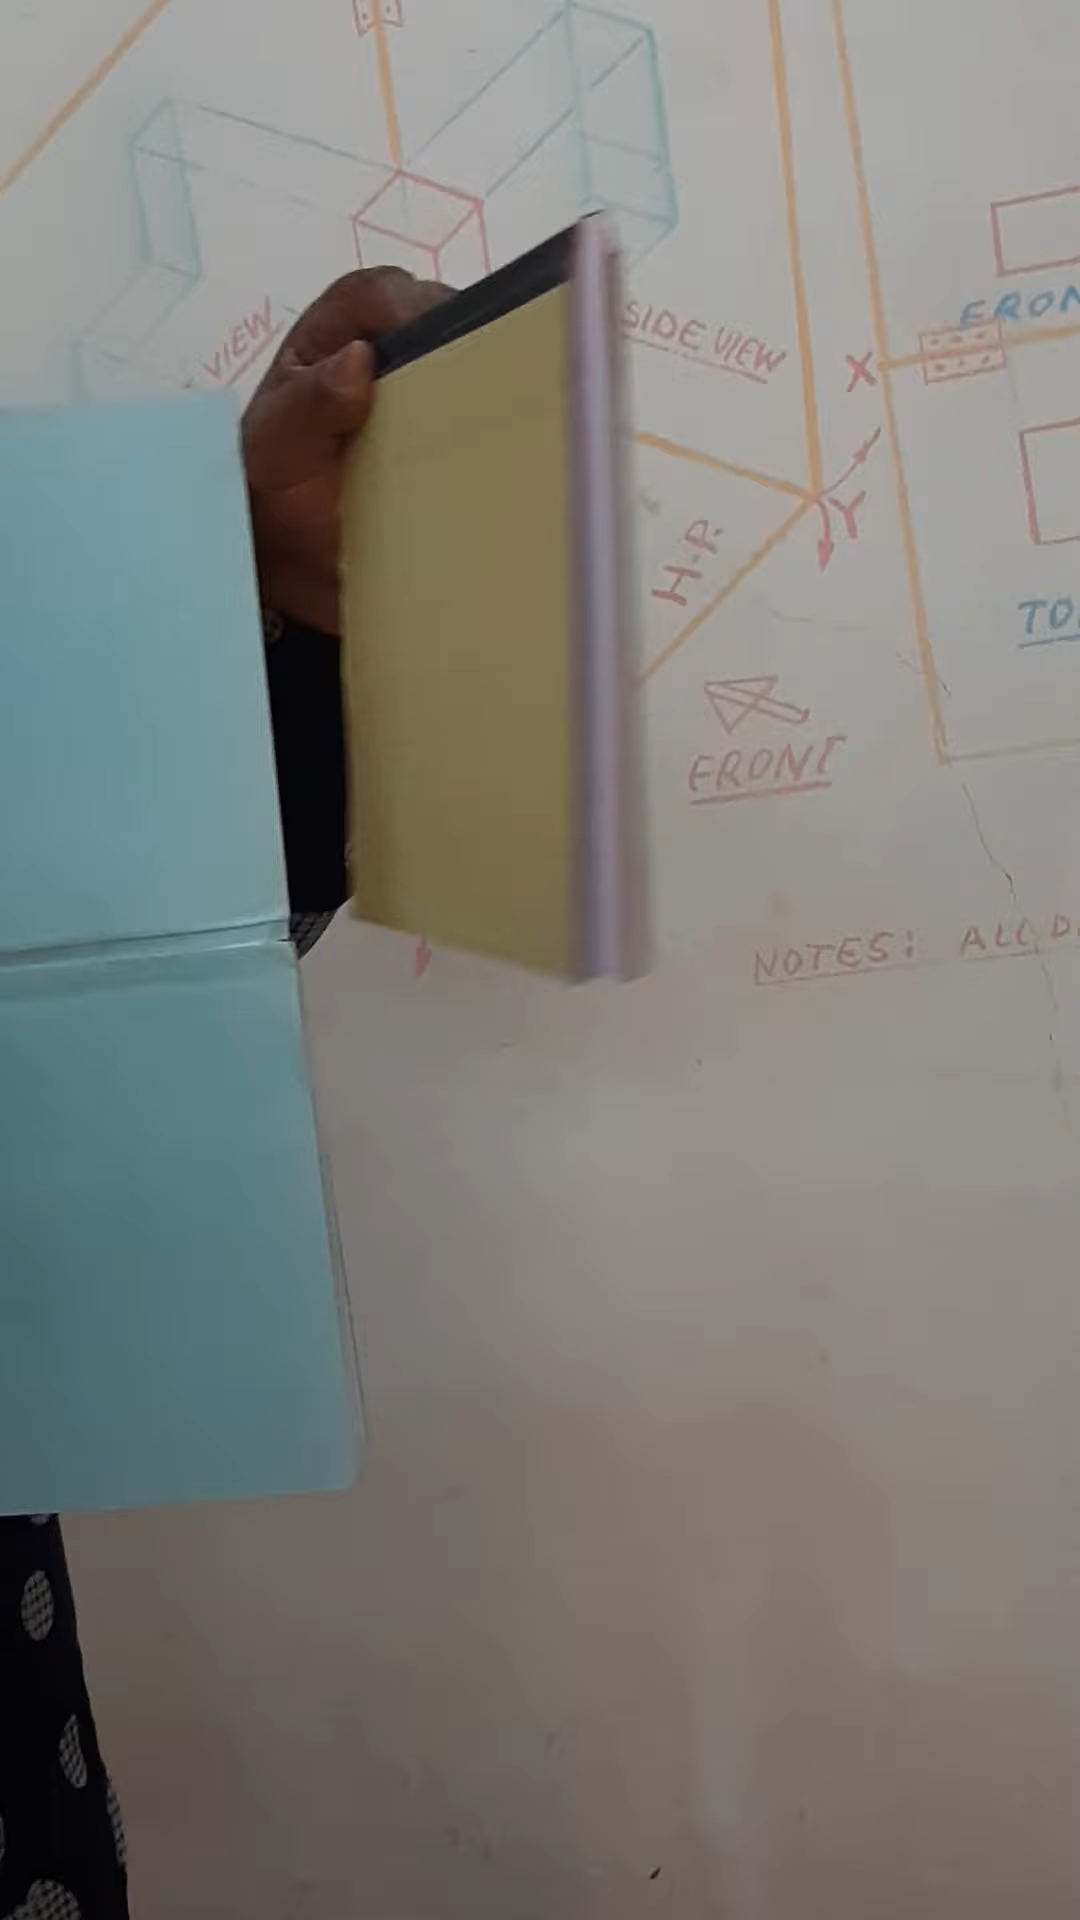 VIEW
SIDE VIEW
FRON
X
Y
H.P.
TO
FRONT
NOTES: ALL D